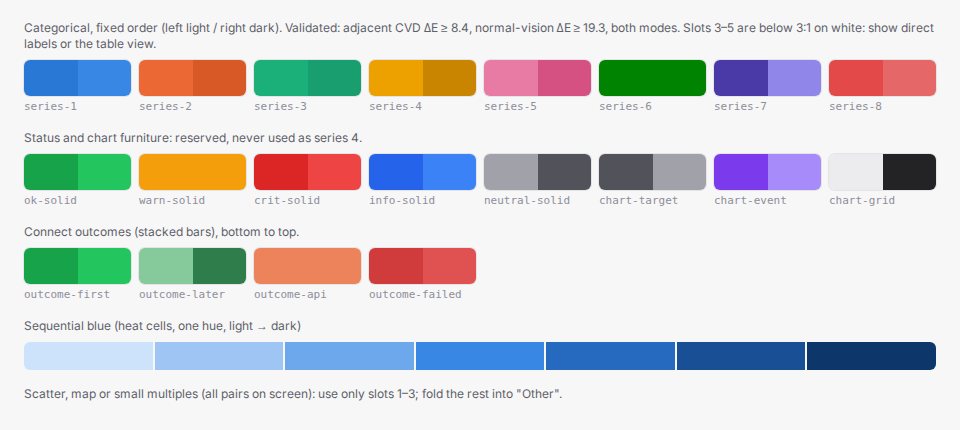 Categorical, fixed order (left light / right dark). Validated: adjacent CVD ΔE ≥ 8.4, normal-vision ΔE ≥ 19.3, both modes. Slots 3–5 are below 3:1 on white: show direct
labels or the table view.
series-1 series-2 series-3 series-4 series-5 series-6 series-7 series-8
Status and chart furniture: reserved, never used as series 4.
ok-solid warn-solid crit-solid info-solid neutral-solid chart-target chart-event chart-grid
Connect outcomes (stacked bars), bottom to top.
outcome-first outcome-later outcome-api outcome-failed
Sequential blue (heat cells, one hue, light → dark)
Scatter, map or small multiples (all pairs on screen): use only slots 1–3; fold the rest into "Other".